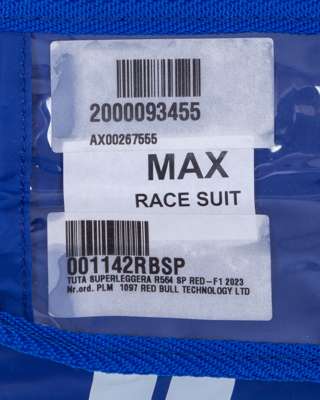 2000093455
AX00267555
MAX
RACE SUIT
001142RBSP
TUTA SUPERLEGGERA R554 SP RED-F1 2023
Nr.ord. PLM 1097 RED BULL TECHNOLOGY LTD